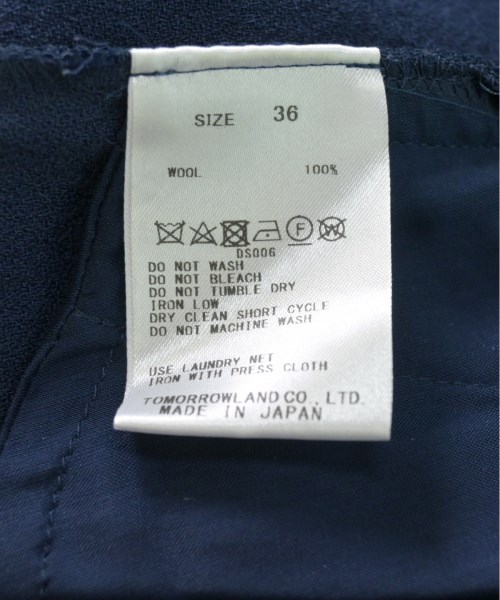 SIZE 36
WOOL 100%
F W
DS006
DO NOT WASH
DO NOT BLEACH
DO NOT TUMBLE DRY
IRON LOW
DRY CLEAN SHORT CYCLE
DO NOT MACHINE WASH
USE LAUNDRY NET
IRON WITH PRESS CLOTH
TOMORROWLAND CO., LTD.
MADE IN JAPAN